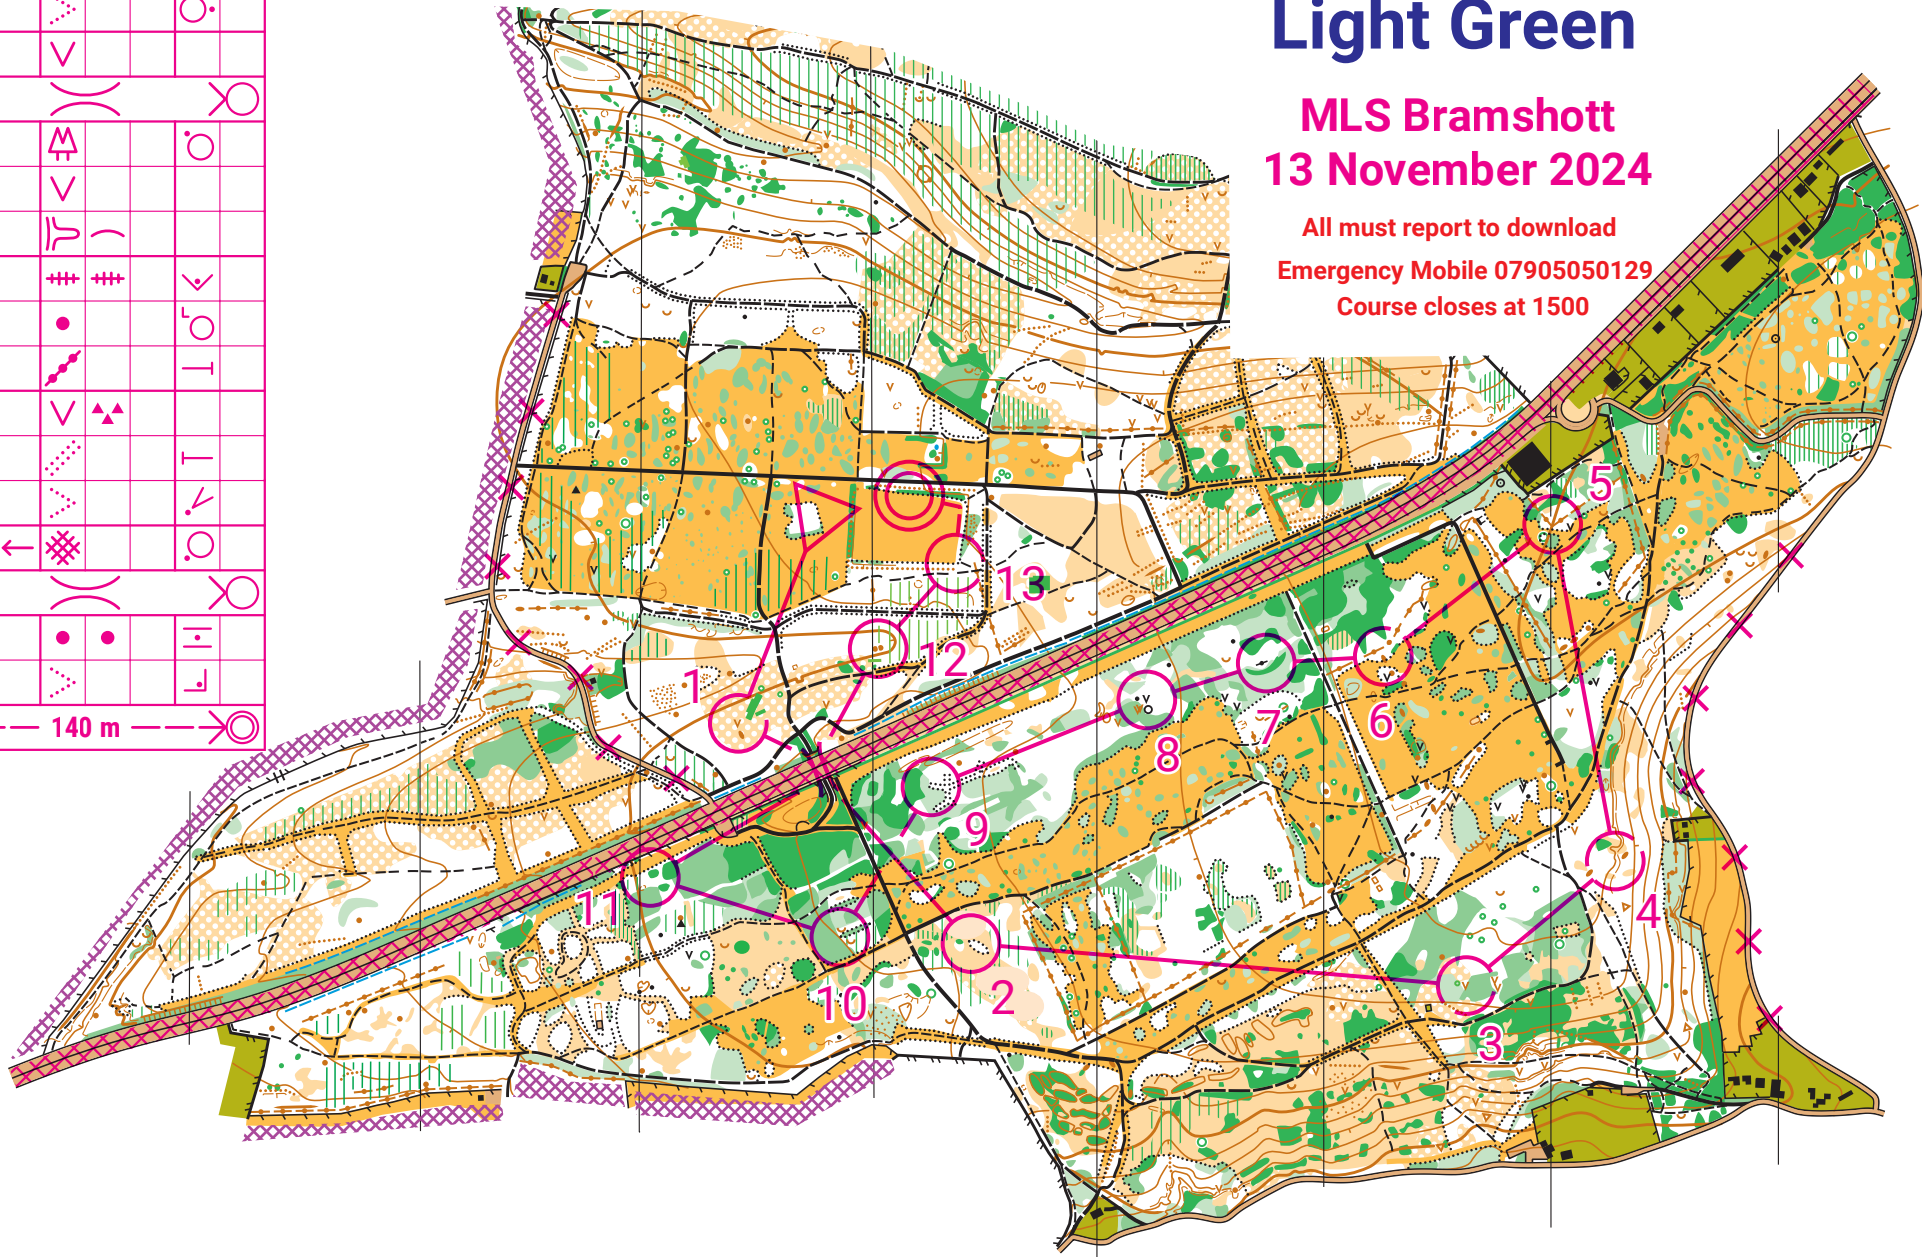 Light Green
MLS Bramshott
13 November 2024
All must report to download
Emergency Mobile 07905050129
Course closes at 1500
5
13
12
1
6
7
8
9
11
4
10
2
3
140 m